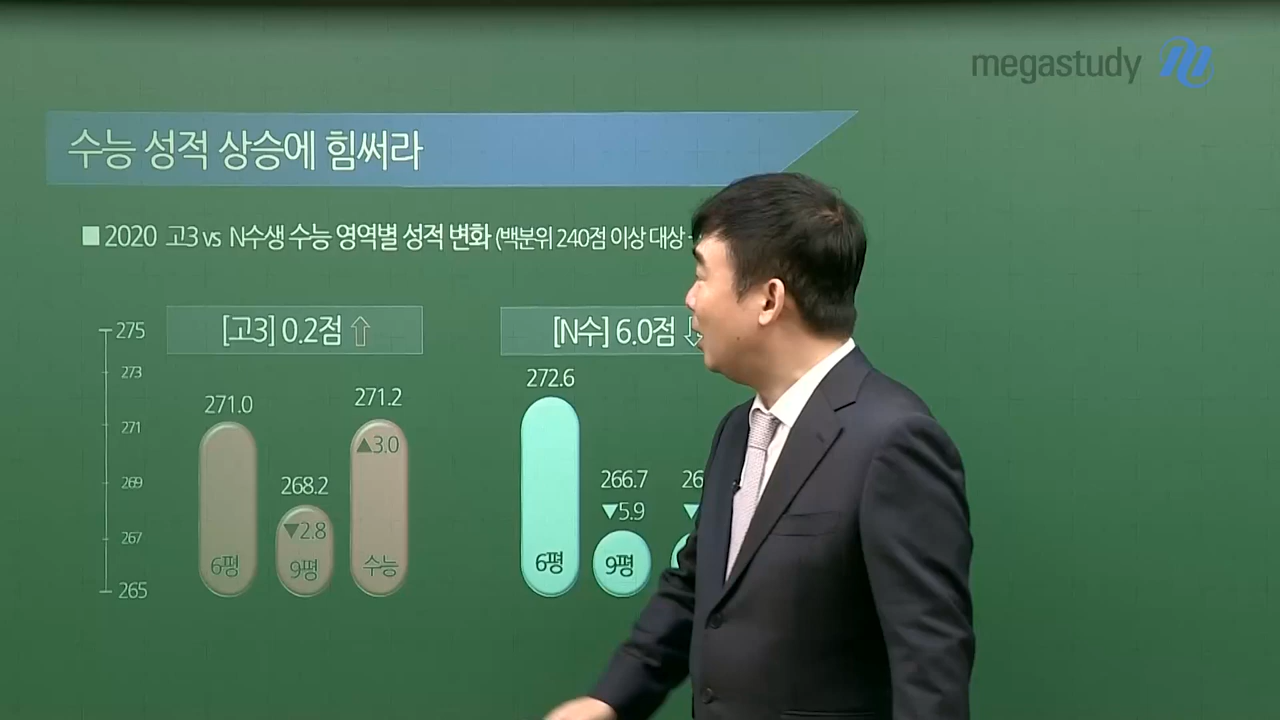 megastudy
수능 성적 상승에 힘써라
2020 고3 vs N수생 수능 영역별 성적 변화 (백분위 240점 이상 대상
[고3] 0.2점
[N수] 6.0점
275
273
271
269
267
265
271.0
6평
268.2
▼2.8
9평
271.2
▲3.0
수능
272.6
6평
266.7
▼5.9
9평
26
▼